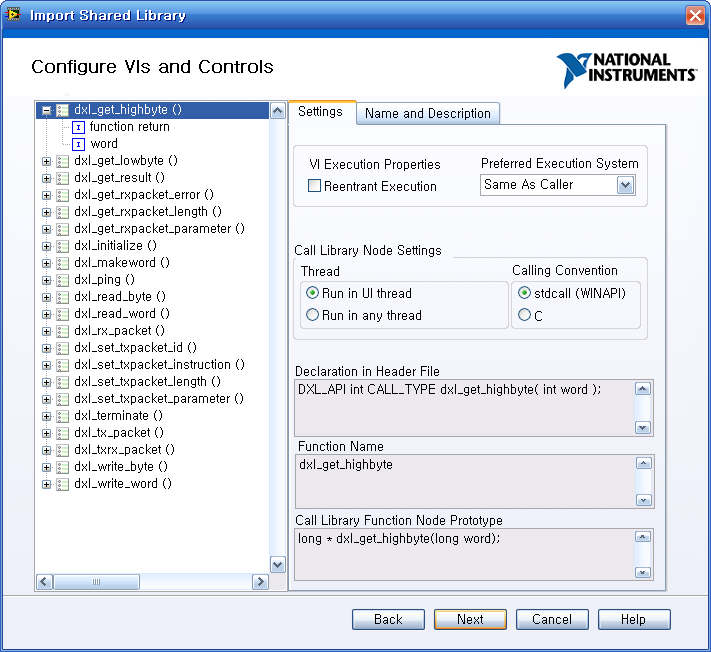 Import Shared Library
Configure VIs and Controls
NATIONAL
INSTRUMENTS
dxl_get_highbyte ()
function return
word
dxl_get_lowbyte ()
dxl_get_result ()
dxl_get_rxpacket_error ()
dxl_get_rxpacket_length ()
dxl_get_rxpacket_parameter ()
dxl_initialize ()
dxl_makeword ()
dxl_ping ()
dxl_read_byte ()
dxl_read_word ()
dxl_rx_packet ()
dxl_set_txpacket_id ()
dxl_set_txpacket_instruction ()
dxl_set_txpacket_length ()
dxl_set_txpacket_parameter ()
dxl_terminate ()
dxl_tx_packet ()
dxl_txrx_packet ()
dxl_write_byte ()
dxl_write_word ()
Settings
Name and Description
VI Execution Properties
Reentrant Execution
Preferred Execution System
Same As Caller
Call Library Node Settings
Thread
Run in UI thread
Run in any thread
Calling Convention
stdcall (WINAPI)
C
Declaration in Header File
DXL_API int CALL_TYPE dxl_get_highbyte( int word );
Function Name
dxl_get_highbyte
Call Library Function Node Prototype
long * dxl_get_highbyte(long word);
Back
Next
Cancel
Help